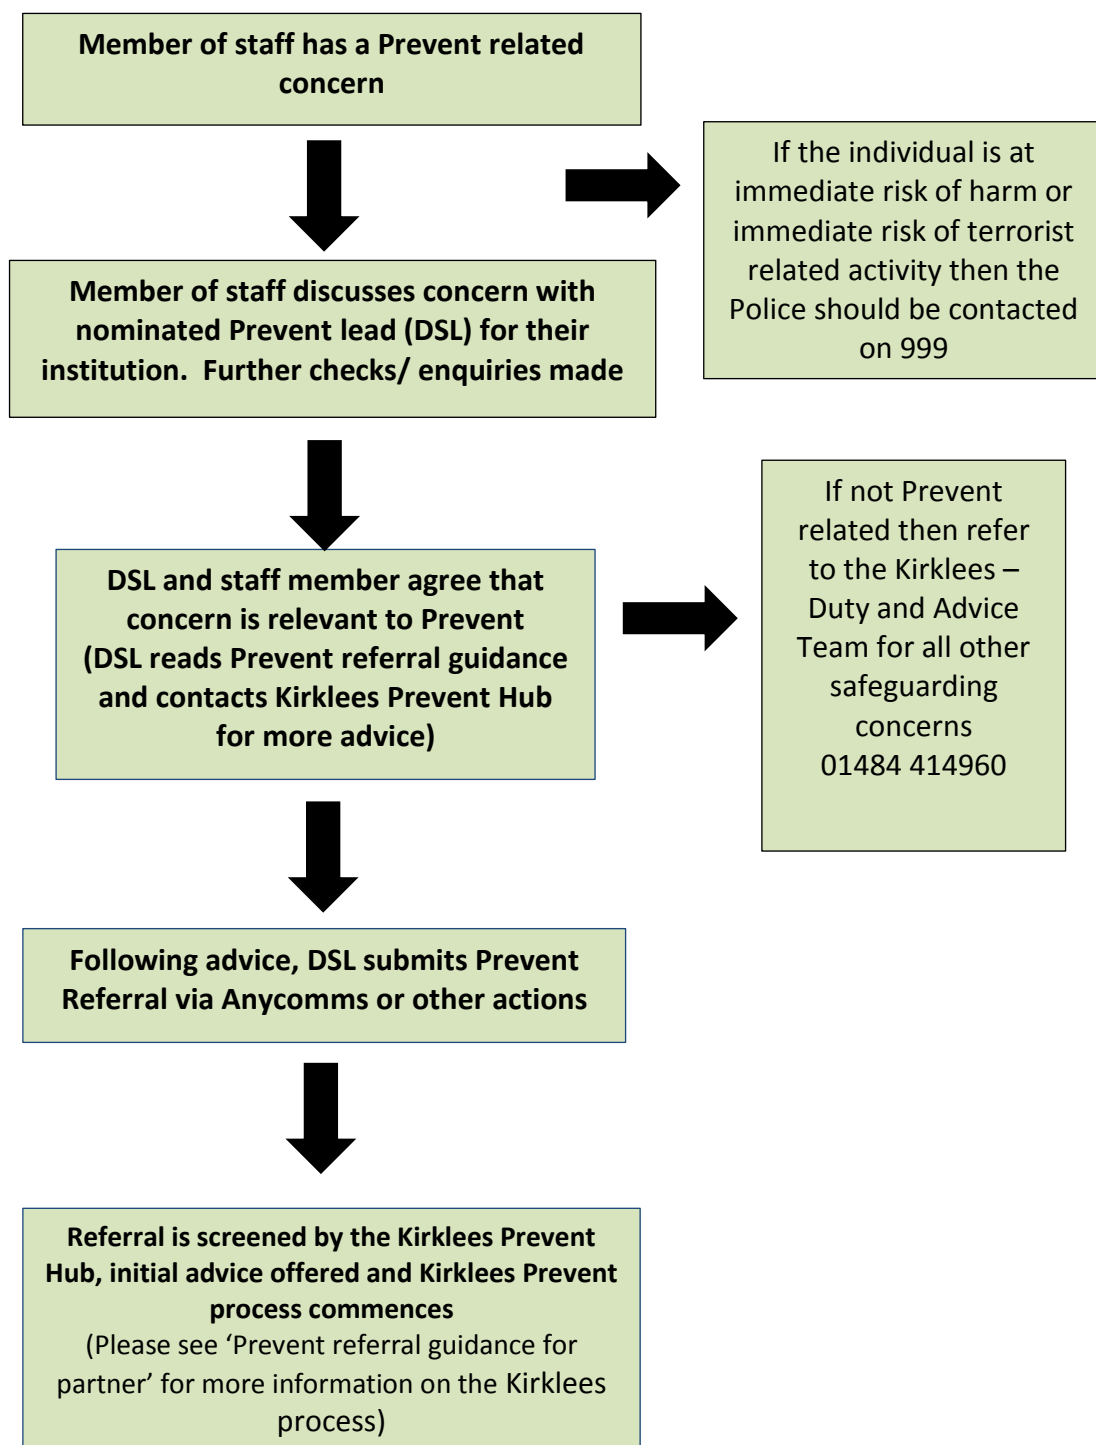 Member of staff has a Prevent related
concern
If the individual is at
immediate risk of harm or
immediate risk of terrorist
related activity then the
Police should be contacted
on 999
Member of staff discusses concern with
nominated Prevent lead (DSL) for their
institution.  Further checks/ enquiries made
DSL and staff member agree that
concern is relevant to Prevent
(DSL reads Prevent referral guidance
and contacts Kirklees Prevent Hub
for more advice)
If not Prevent
related then refer
to the Kirklees –
Duty and Advice
Team for all other
safeguarding
concerns
01484 414960
Following advice, DSL submits Prevent
Referral via Anycomms or other actions
Referral is screened by the Kirklees Prevent
Hub, initial advice offered and Kirklees Prevent
process commences
(Please see ‘Prevent referral guidance for
partner’ for more information on the Kirklees
process)